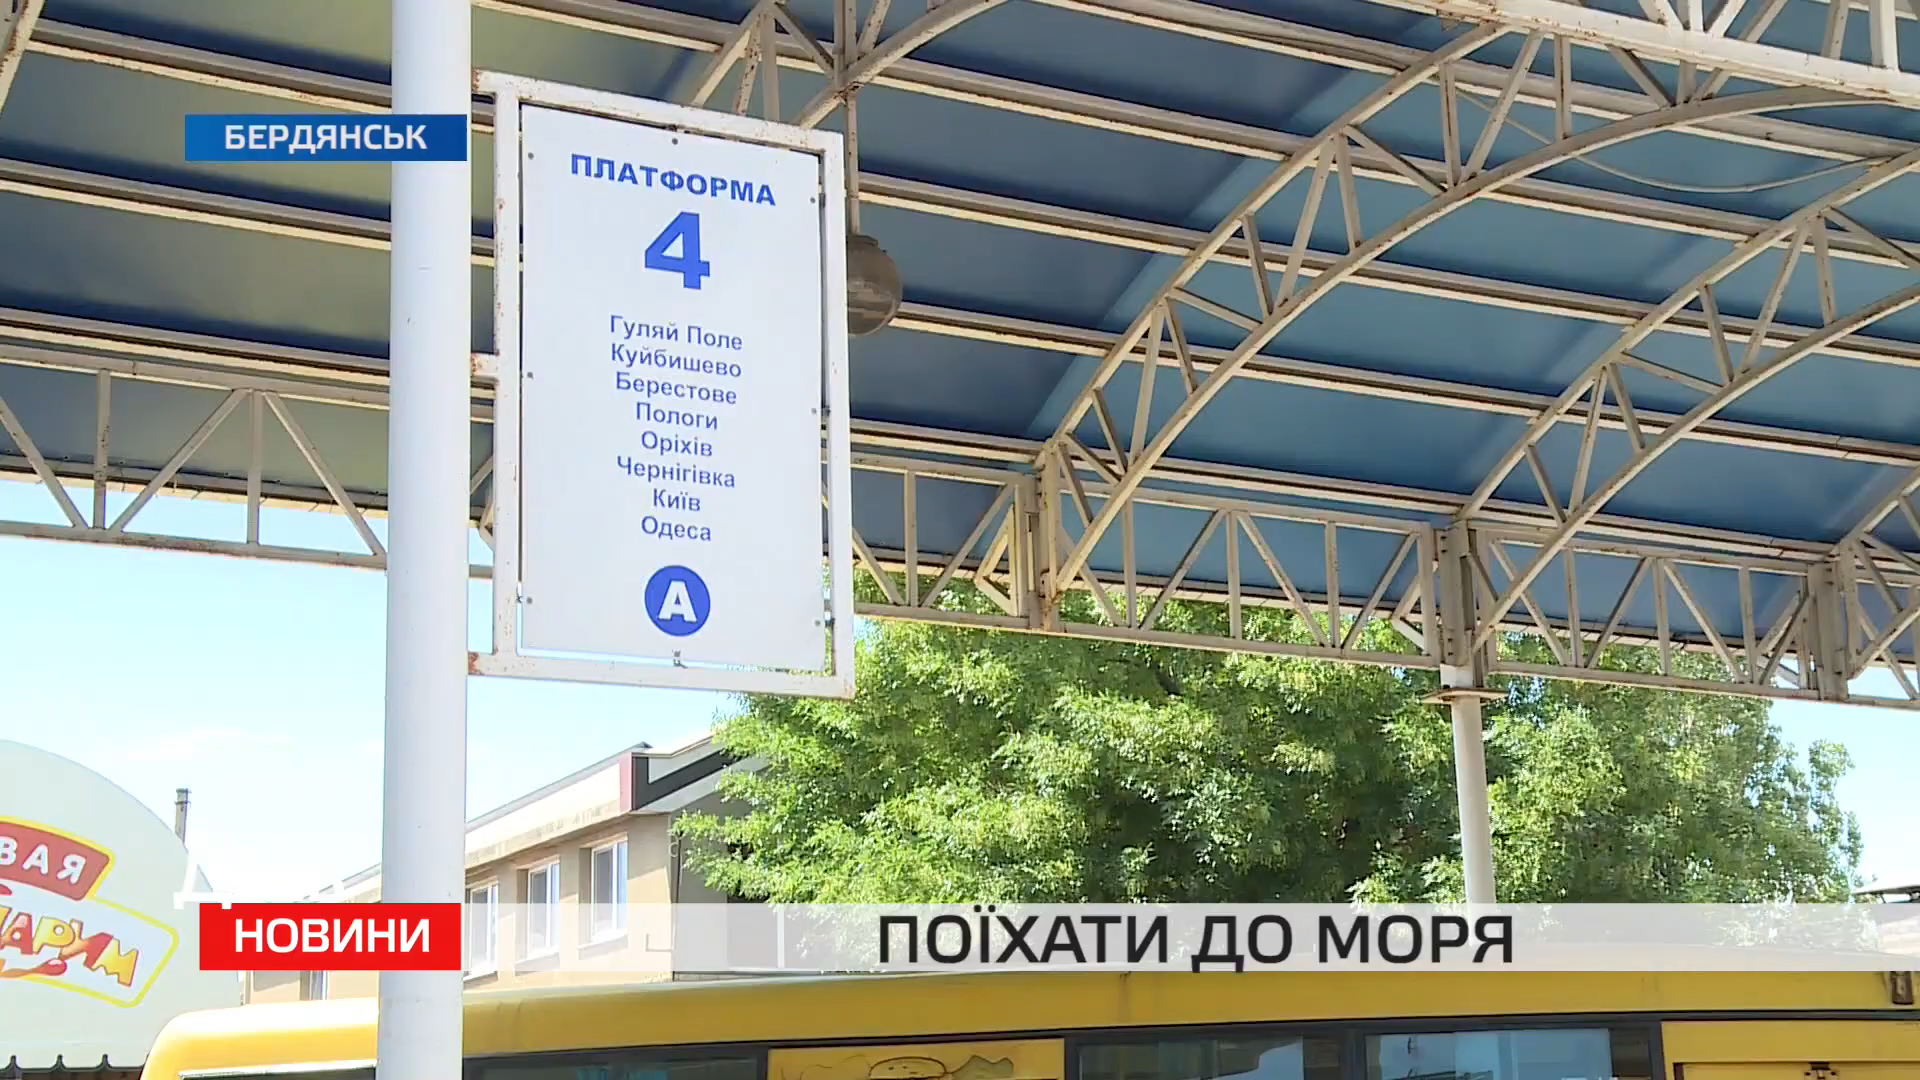 БЕРДЯНСЬК
ПЛАТФОРМА
4
Гуляй Поле
Куйбишево
Берестове
Пологи
Оріхів
Чернігівка
Київ
Одеса
А
НОВИНИ
ПОЇХАТИ ДО МОРЯ